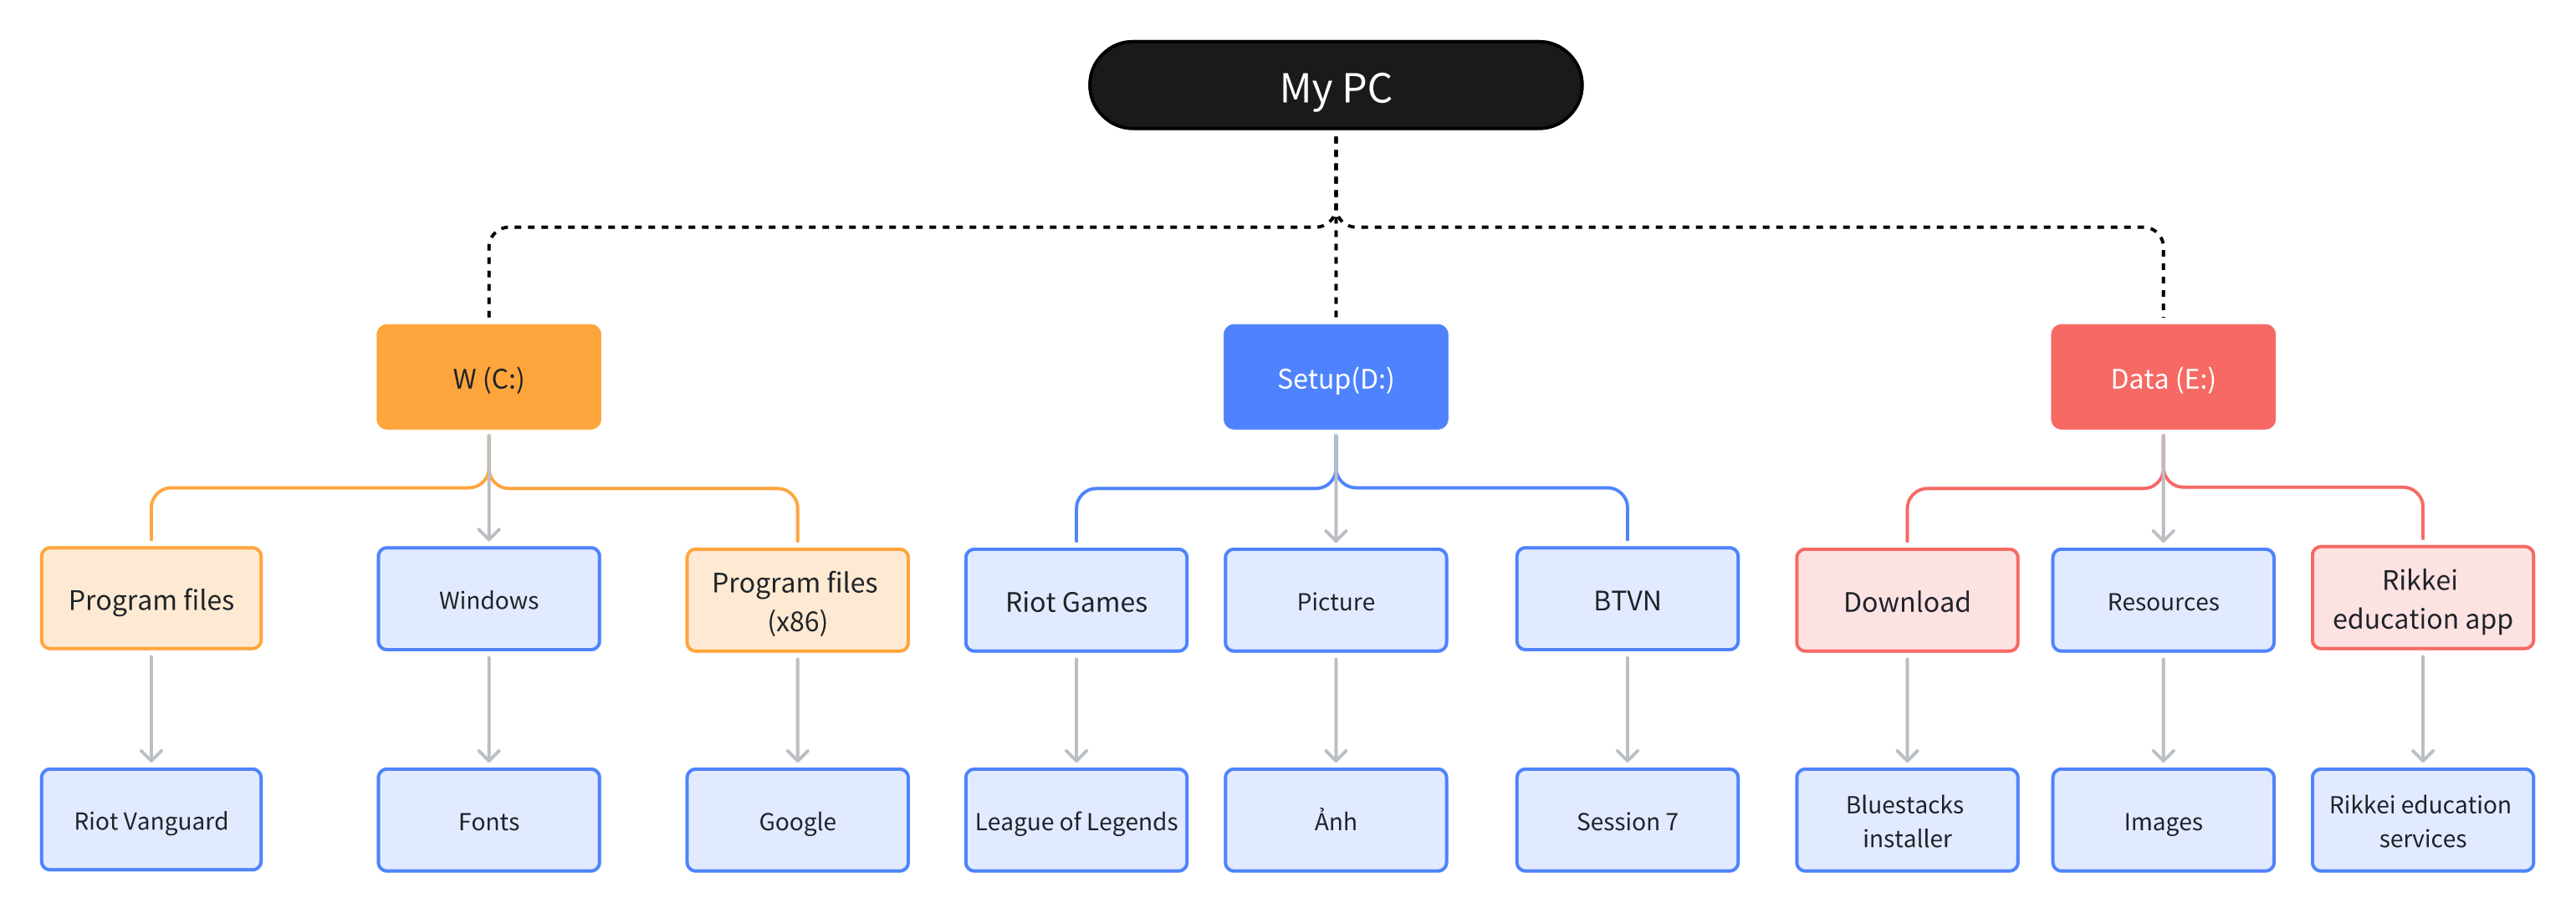 My PC
W (C:)
Setup(D:)
Data (E:)
Program files
Windows
Program files
(x86)
Riot Games
Picture
BTVN
Download
Resources
Rikkei
education app
Riot Vanguard
Fonts
Google
League of Legends
Ảnh
Session 7
Bluestacks
installer
Images
Rikkei education
services